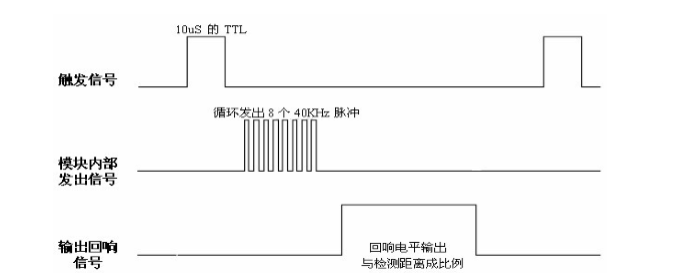 10uS 的 TTL
触发信号
循环发出 8 个 40KHz 脉冲
模块内部
发出信号
输出回响
信号
回响电平输出
与检测距离成比例